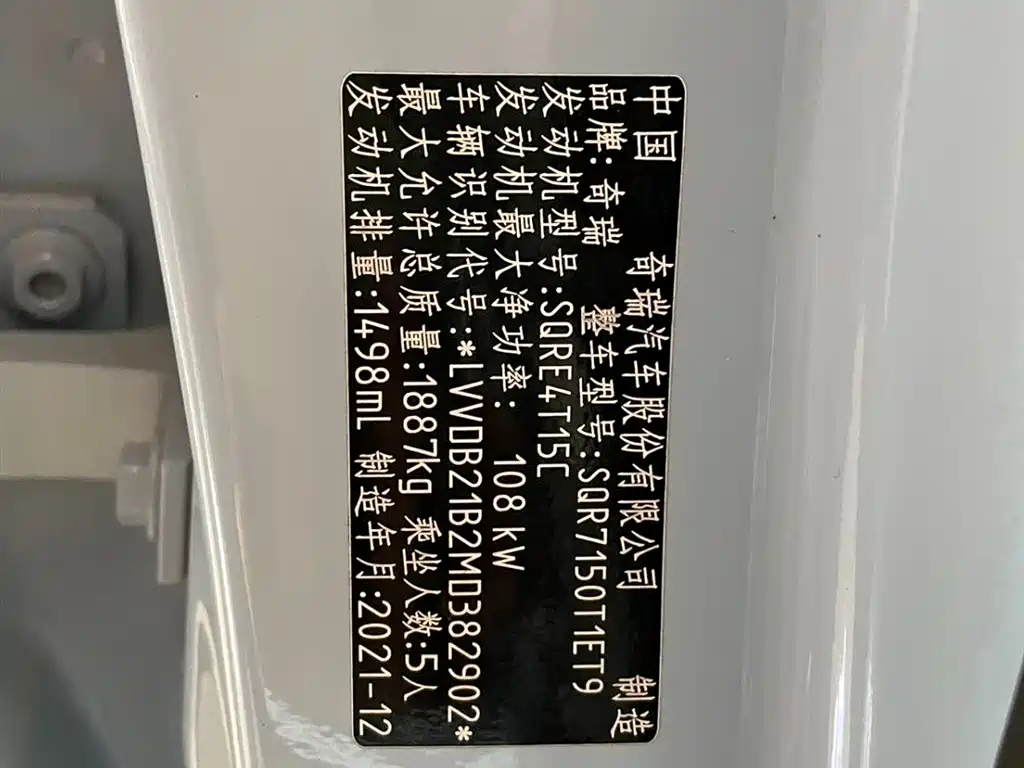 中国 奇瑞汽车股份有限公司 制造
品牌: 奇瑞 整车型号:SQR7150T1ET9
发动机型号:SQRE4T15C
发动机最大净功率: 108kW
车辆识别代号:*LVVDB21B2MD382902*
最大允许总质量:1887kg 乘坐人数:5人
发动机排量:1498mL 制造年月:2021-12